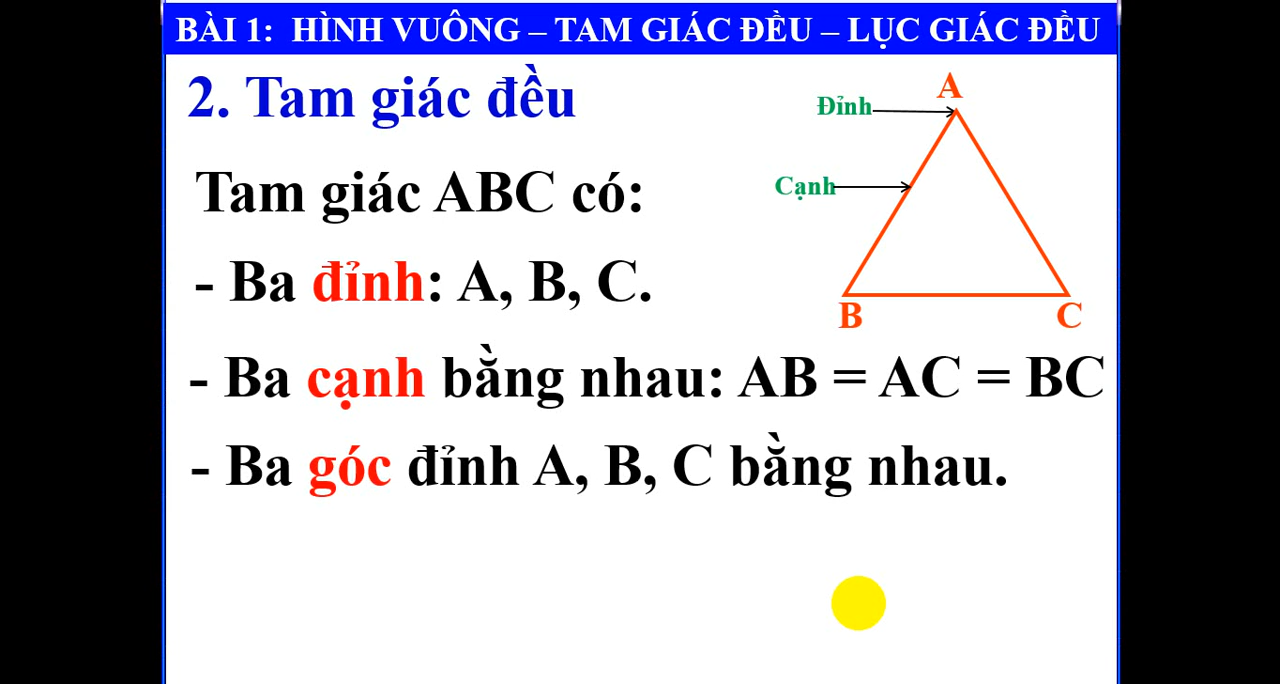 BÀI 1: HÌNH VUÔNG – TAM GIÁC ĐỀU – LỤC GIÁC ĐỀU
2. Tam giác đều
A
Đỉnh
Cạnh
B
C
Tam giác ABC có:
- Ba đỉnh: A, B, C.
- Ba cạnh bằng nhau: AB = AC = BC
- Ba góc đỉnh A, B, C bằng nhau.